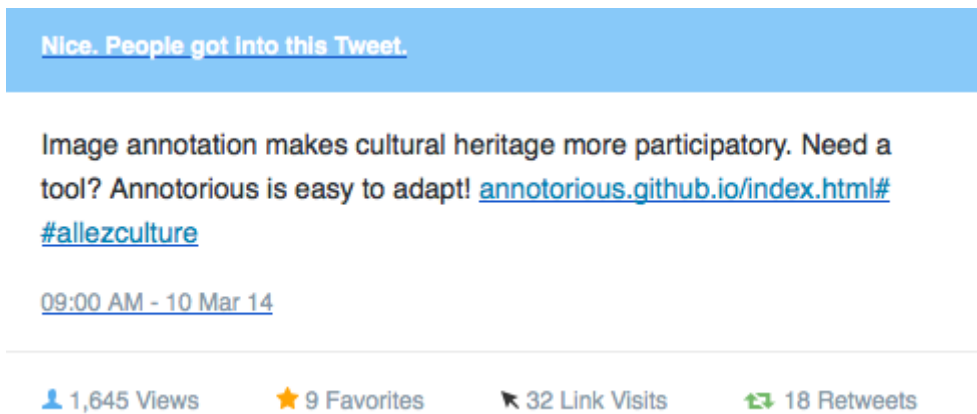 Nice. People got into this Tweet.
Image annotation makes cultural heritage more participatory. Need a
tool? Annotorious is easy to adapt! annotorious.github.io/index.html#
#allezculture
09:00 AM - 10 Mar 14
1,645 Views 9 Favorites 32 Link Visits 18 Retweets